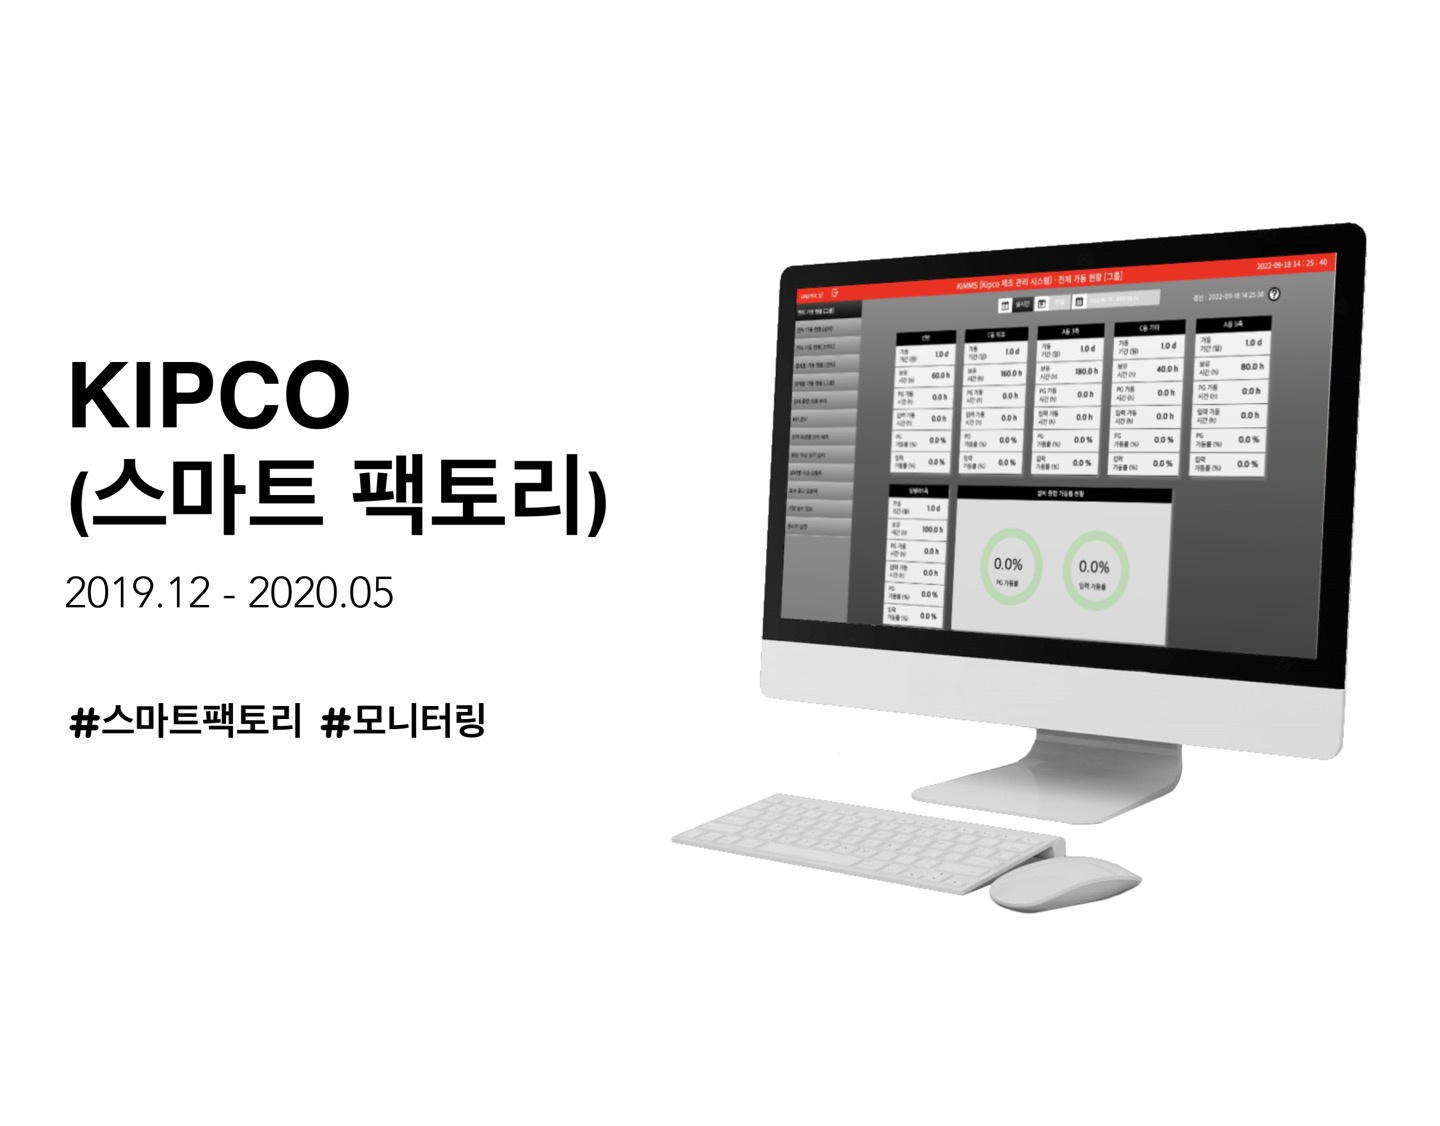 KIPCO
(스마트 팩토리)
2019.12 - 2020.05
#스마트팩토리 #모니터링
KiMMS (Kipco 제조 관리 시스템) - 전체 가동 현황 [그룹]
2022-09-18 14 : 25 : 40
실시간
갱신 : 2022-09-18 14:25:36
선반
가동 기간 (일) 1.0 d
보유 시간 (h) 60.0 h
PG 가동 시간 (h) 0.0 h
입력 가동 시간 (h) 0.0 h
PG 가동률 (%) 0.0 %
입력 가동률 (%) 0.0 %
C동
가동 기간 (일) 1.0 d
보유 시간 (h) 160.0 h
PG 가동 시간 (h) 0.0 h
입력 가동 시간 (h) 0.0 h
PG 가동률 (%) 0.0 %
입력 가동률 (%) 0.0 %
A동 3축
가동 기간 (일) 1.0 d
보유 시간 (h) 180.0 h
PG 가동 시간 (h) 0.0 h
입력 가동 시간 (h) 0.0 h
PG 가동률 (%) 0.0 %
입력 가동률 (%) 0.0 %
C동 기타
가동 기간 (일) 1.0 d
보유 시간 (h) 40.0 h
PG 가동 시간 (h) 0.0 h
입력 가동 시간 (h) 0.0 h
PG 가동률 (%) 0.0 %
입력 가동률 (%) 0.0 %
A동 5축
가동 기간 (일) 1.0 d
보유 시간 (h) 80.0 h
PG 가동 시간 (h) 0.0 h
입력 가동 시간 (h) 0.0 h
PG 가동률 (%) 0.0 %
입력 가동률 (%) 0.0 %
가동 기간 (일) 1.0 d
보유 시간 (h) 100.0 h
PG 가동 시간 (h) 0.0 h
입력 가동 시간 (h) 0.0 h
PG 가동률 (%) 0.0 %
입력 가동률 (%) 0.0 %
설비 종합 가동률 현황
0.0%
PG 가동률
0.0%
입력 가동률